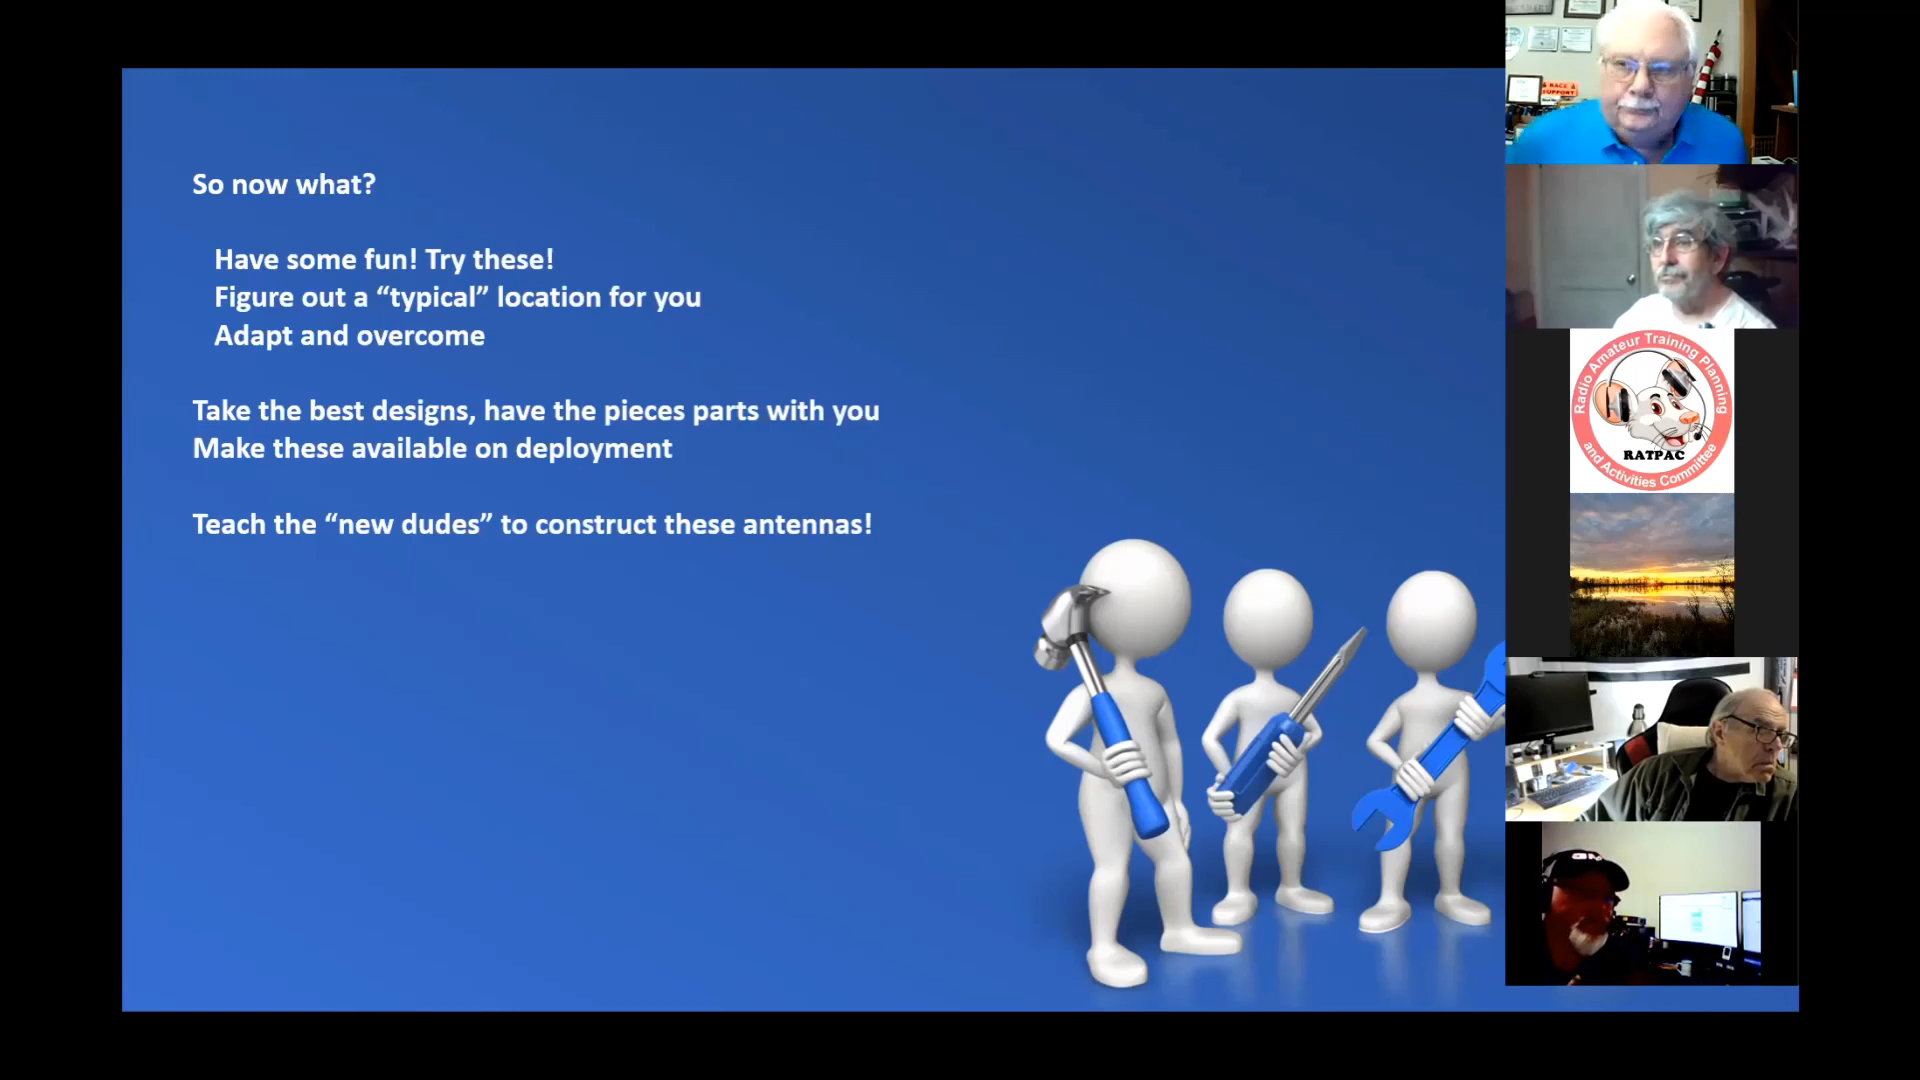 So now what?
Have some fun! Try these!
Figure out a “typical” location for you
Adapt and overcome
Take the best designs, have the pieces parts with you
Make these available on deployment
Teach the “new dudes” to construct these antennas!
RACE
SUPPORT
Radio Amateur Training Planning
and Activities Committee
RATPAC